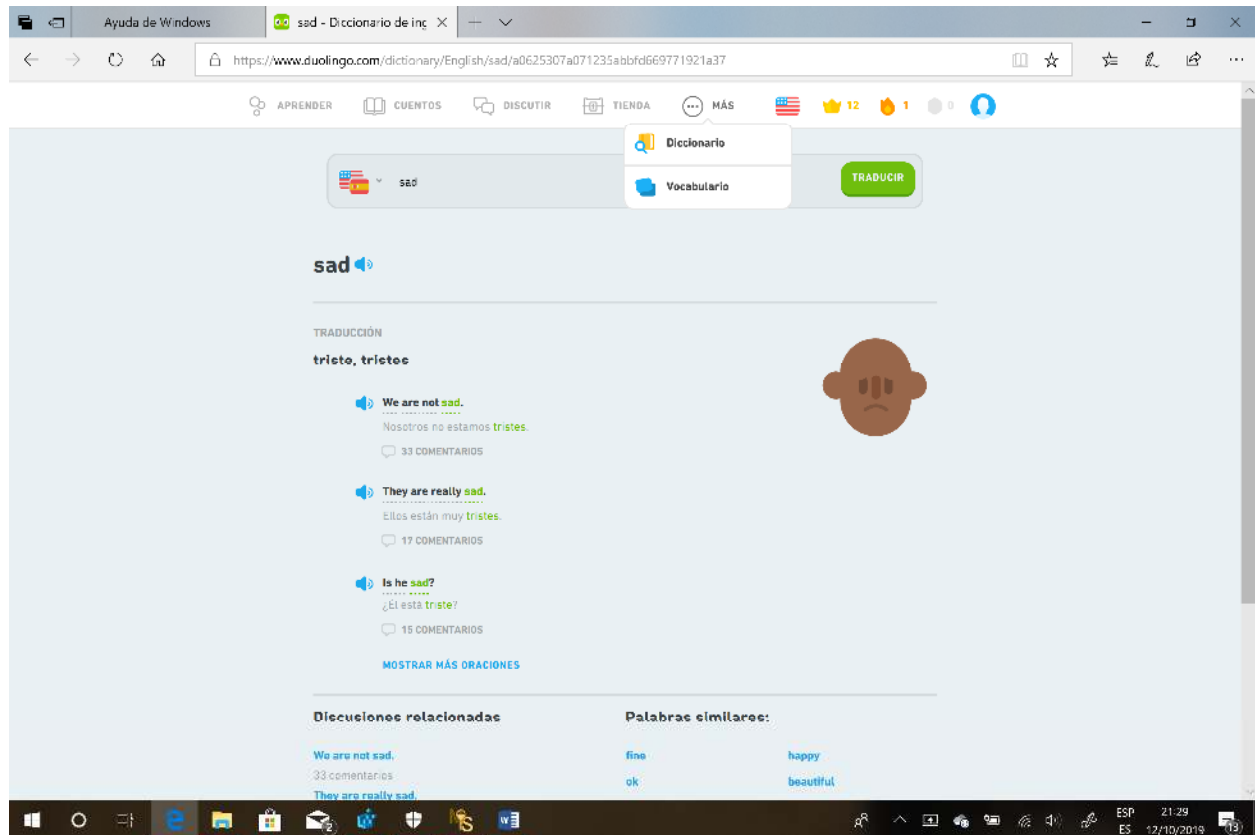 Ayuda de Windows
sad - Diccionario de ing
https://www.duolingo.com/dictionary/English/sad/a0625307a071235abbfd669771921a37
APRENDER CUENTOS DISCUTIR TIENDA MÁS 12 1 0
Diccionario
Vocabulario
sad TRADUCIR
sad
TRADUCCIÓN
triste, tristes
We are not sad.
Nosotros no estamos tristes.
33 COMENTARIOS
They are really sad.
Ellos están muy tristes.
17 COMENTARIOS
Is he sad?
¿Él está triste?
15 COMENTARIOS
MOSTRAR MÁS ORACIONES
Discusiones relacionadas
We are not sad.
33 comentarios
They are really sad.
Palabras similares:
fine happy
ok beautiful
ESP 21:29
ES 12/10/2019